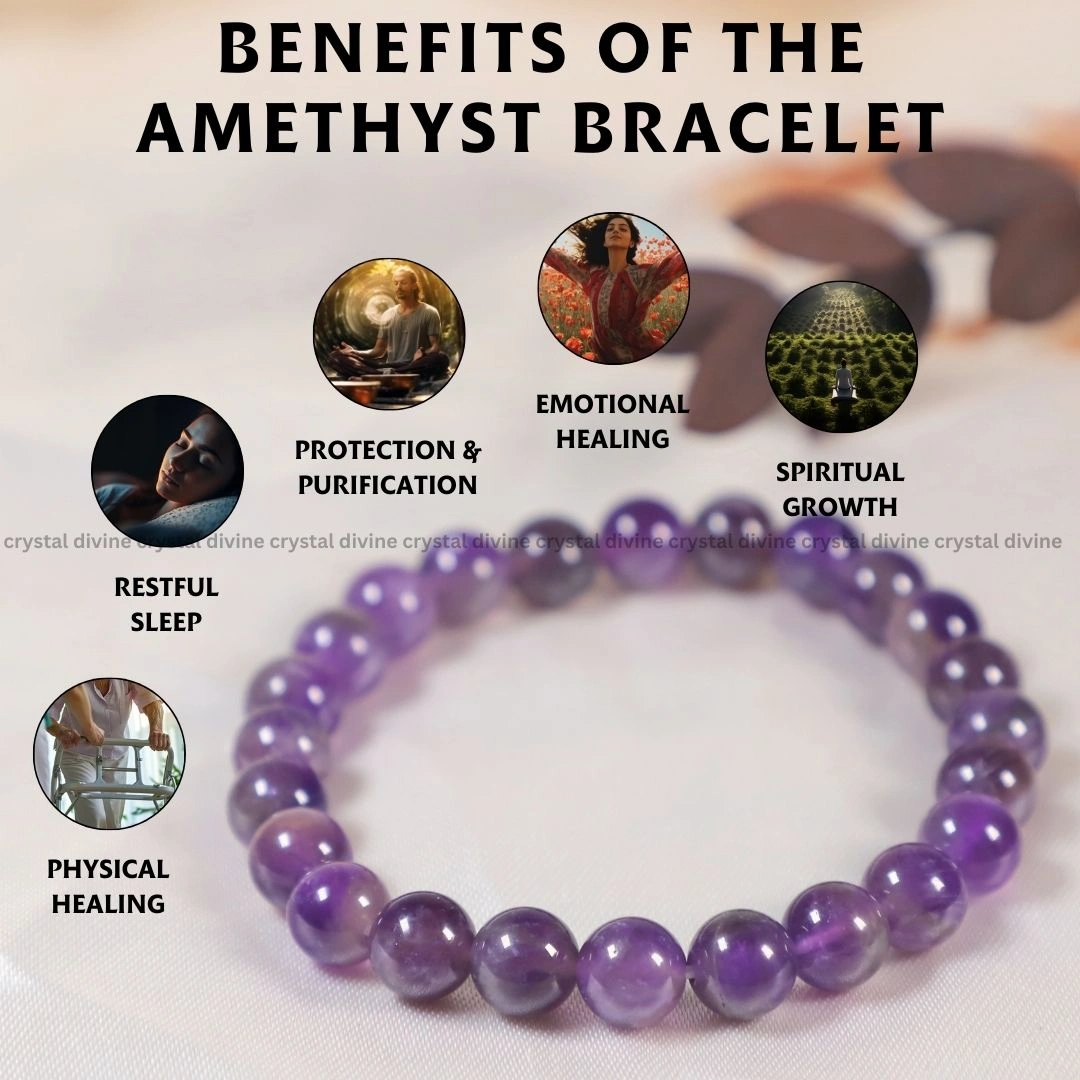 BENEFITS OF THE
AMETHYST BRACELET
EMOTIONAL
HEALING
PROTECTION &
PURIFICATION
SPIRITUAL
GROWTH
crystal divine crystal divine crystal divine crystal divine crystal divine crystal divine crystal divine crystal divine
RESTFUL
SLEEP
PHYSICAL
HEALING